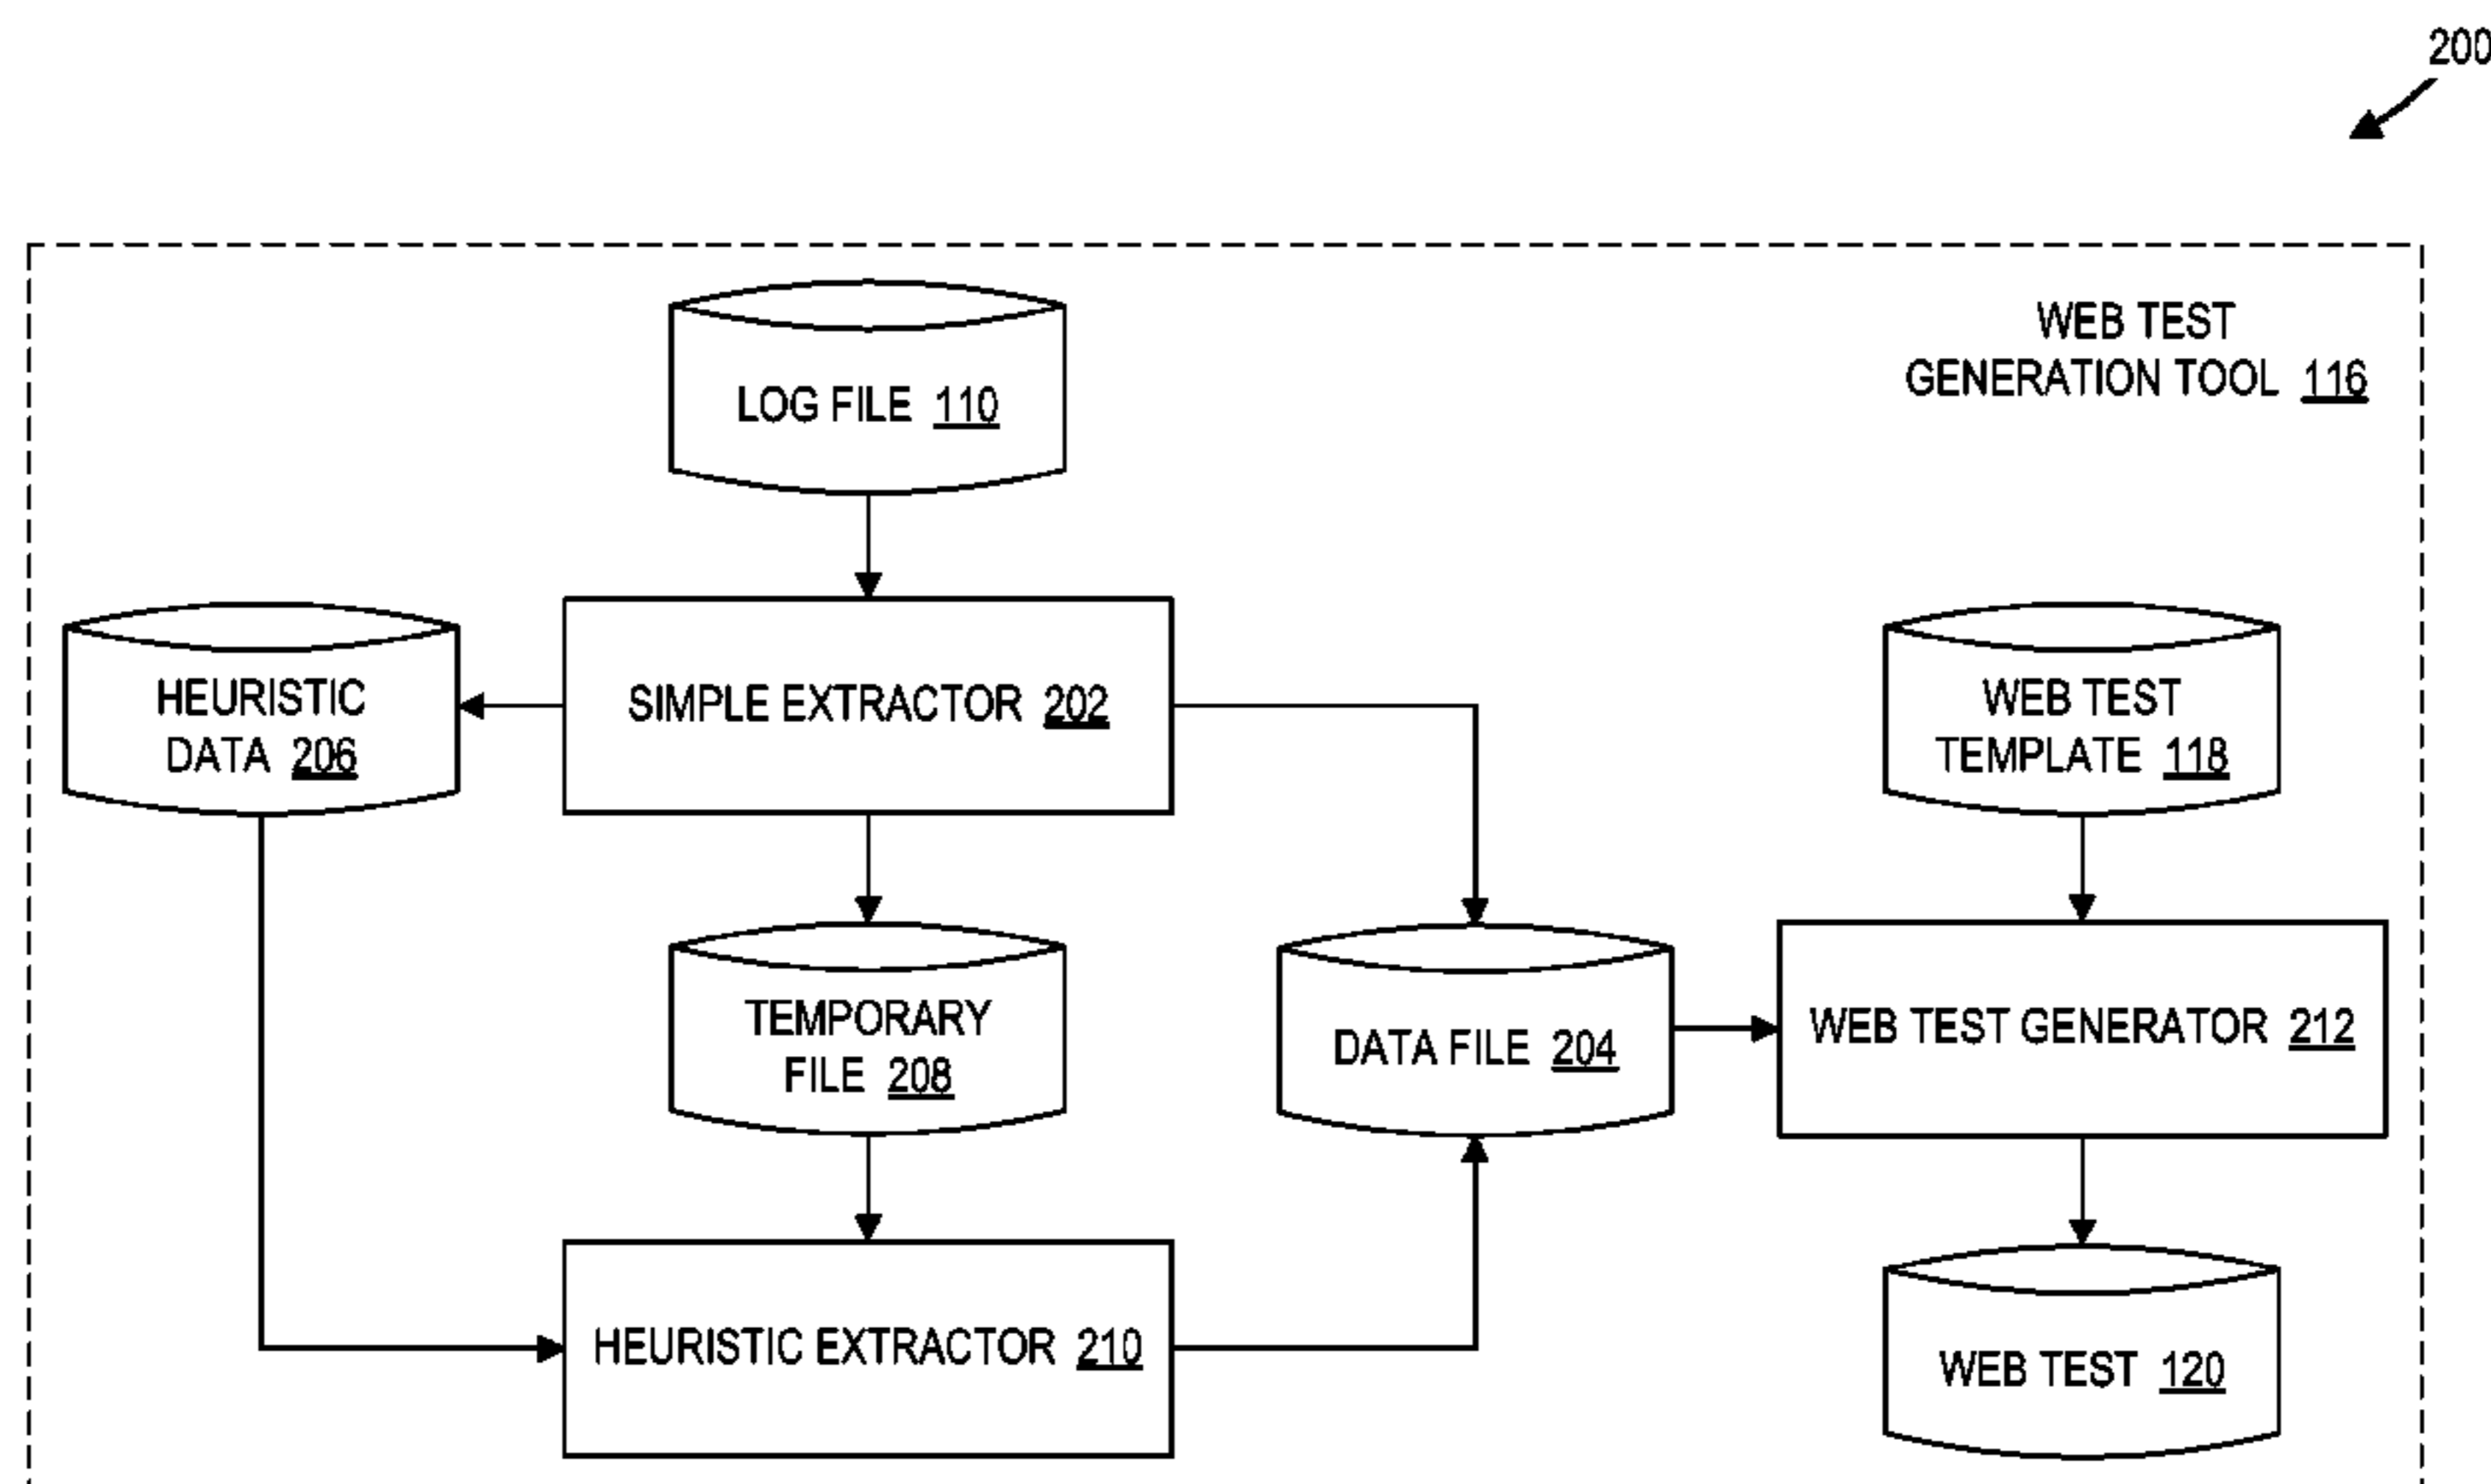 200
WEB TEST
GENERATION TOOL 116
LOG FILE 110
HEURISTIC
DATA 206
SIMPLE EXTRACTOR 202
WEB TEST
TEMPLATE 118
TEMPORARY
FILE 208
DATA FILE 204
WEB TEST GENERATOR 212
HEURISTIC EXTRACTOR 210
WEB TEST 120